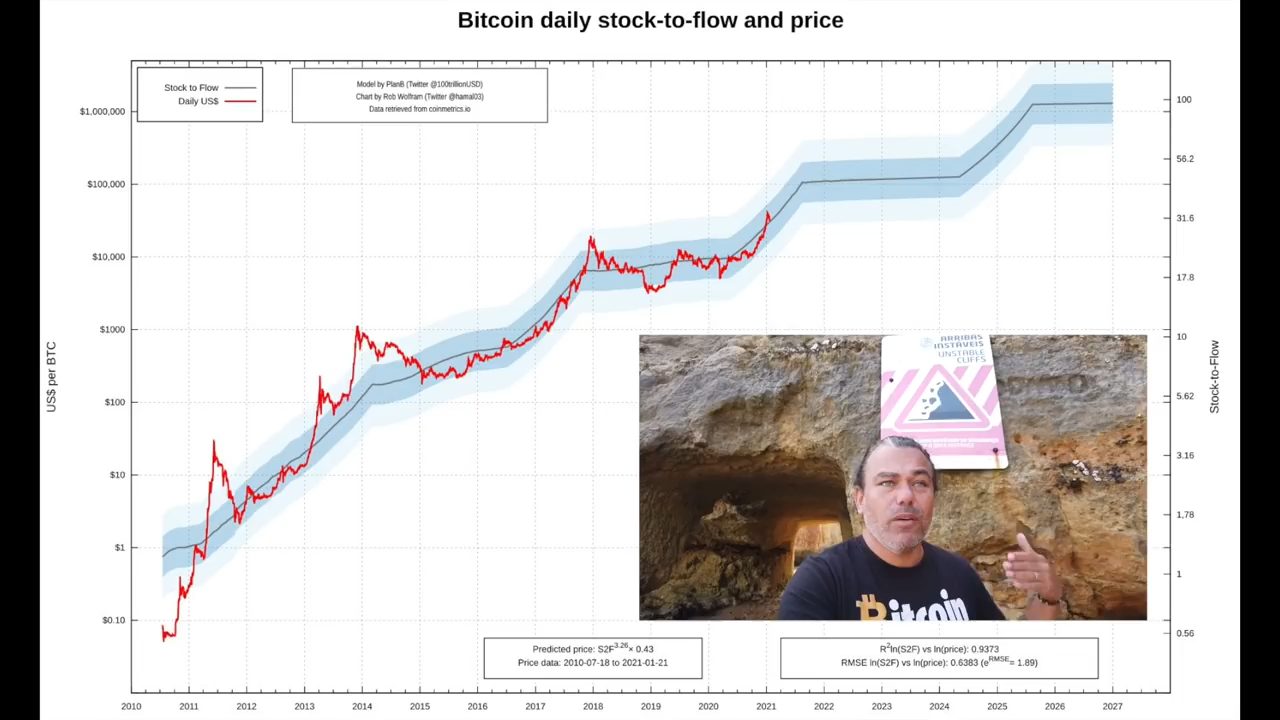 Bitcoin daily stock-to-flow and price
Stock to Flow
Daily US$
Model by PlanB (Twitter @100trillionUSD)
Chart by Rob Wolfram (Twitter @hamal03)
Data retrieved from coinmetrics.io
US$ per BTC
$1,000,000
$100,000
$10,000
$1000
$100
$10
$1
$0.10
100
56.2
31.6
17.8
10
5.62
3.16
1.78
1
0.56
Stock-to-Flow
ARRIBAS
INSTÁVEIS
UNSTABLE
CLIFFS
Bitcoin
Predicted price: S2F^3.26 × 0.43
Price data: 2010-07-18 to 2021-01-21
R^2 ln(S2F) vs ln(price): 0.9373
RMSE ln(S2F) vs ln(price): 0.6383 (e^RMSE = 1.89)
2010 2011 2012 2013 2014 2015 2016 2017 2018 2019 2020 2021 2022 2023 2024 2025 2026 2027